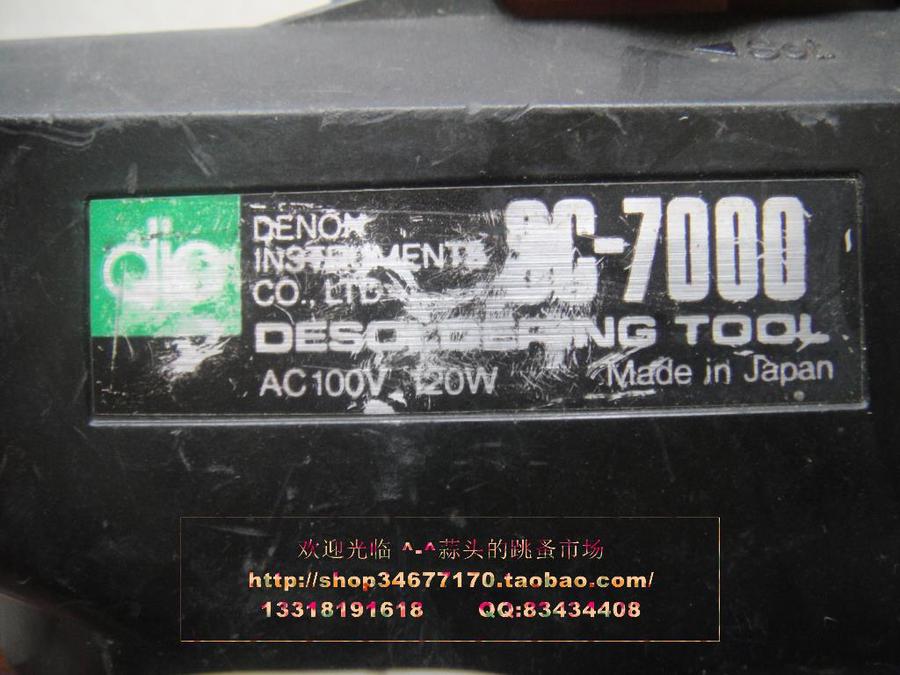 dic
DENON
INSTRUMENTS
CO., LTD
SC-7000
DESOLDERING TOOL
AC100V 120W
Made in Japan
欢迎光临 ^-^蒜头的跳蚤市场
http://shop34677170.taobao.com/
13318191618 QQ:83434408